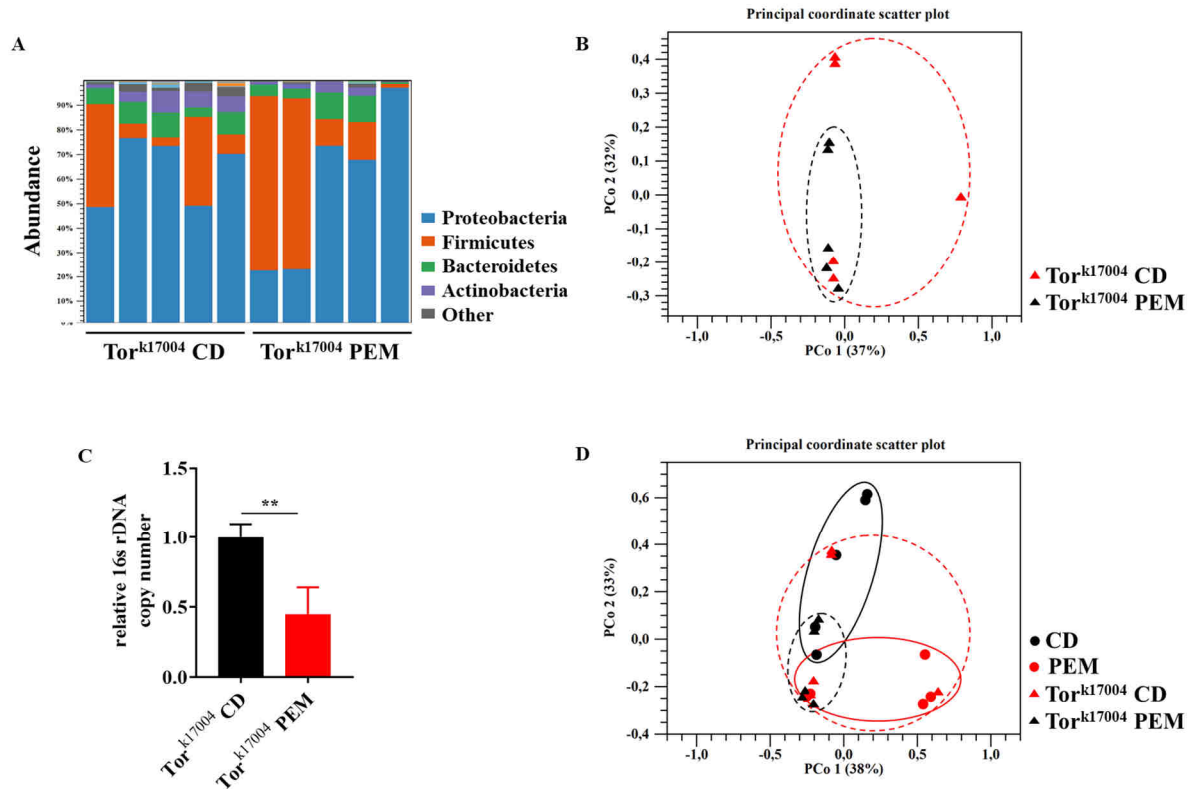 A
Abundance
90%
80%
70%
60%
50%
40%
30%
20%
10%
Tor^k17004 CD
Tor^k17004 PEM
Proteobacteria
Firmicutes
Bacteroidetes
Actinobacteria
Other
B
Principal coordinate scatter plot
PCo 2 (32%)
0,4
0,3
0,2
0,1
0,0
-0,1
-0,2
-0,3
-1,0
-0,5
0,0
0,5
1,0
PCo 1 (37%)
Tor^k17004 CD
Tor^k17004 PEM
C
relative 16s rDNA
copy number
1.5
1.0
0.5
0.0
**
Tor^k17004 CD
Tor^k17004 PEM
D
Principal coordinate scatter plot
PCo 2 (33%)
0,6
0,4
0,2
0,0
-0,2
-0,4
-1,0
-0,5
0,0
0,5
1,0
PCo 1 (38%)
CD
PEM
Tor^k17004 CD
Tor^k17004 PEM